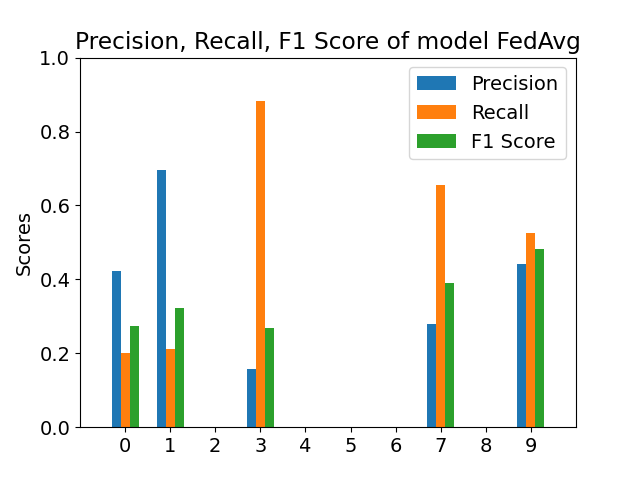 Precision, Recall, F1 Score of model FedAvg
Scores
1.0
0.8
0.6
0.4
0.2
0.0
Precision
Recall
F1 Score
0 1 2 3 4 5 6 7 8 9